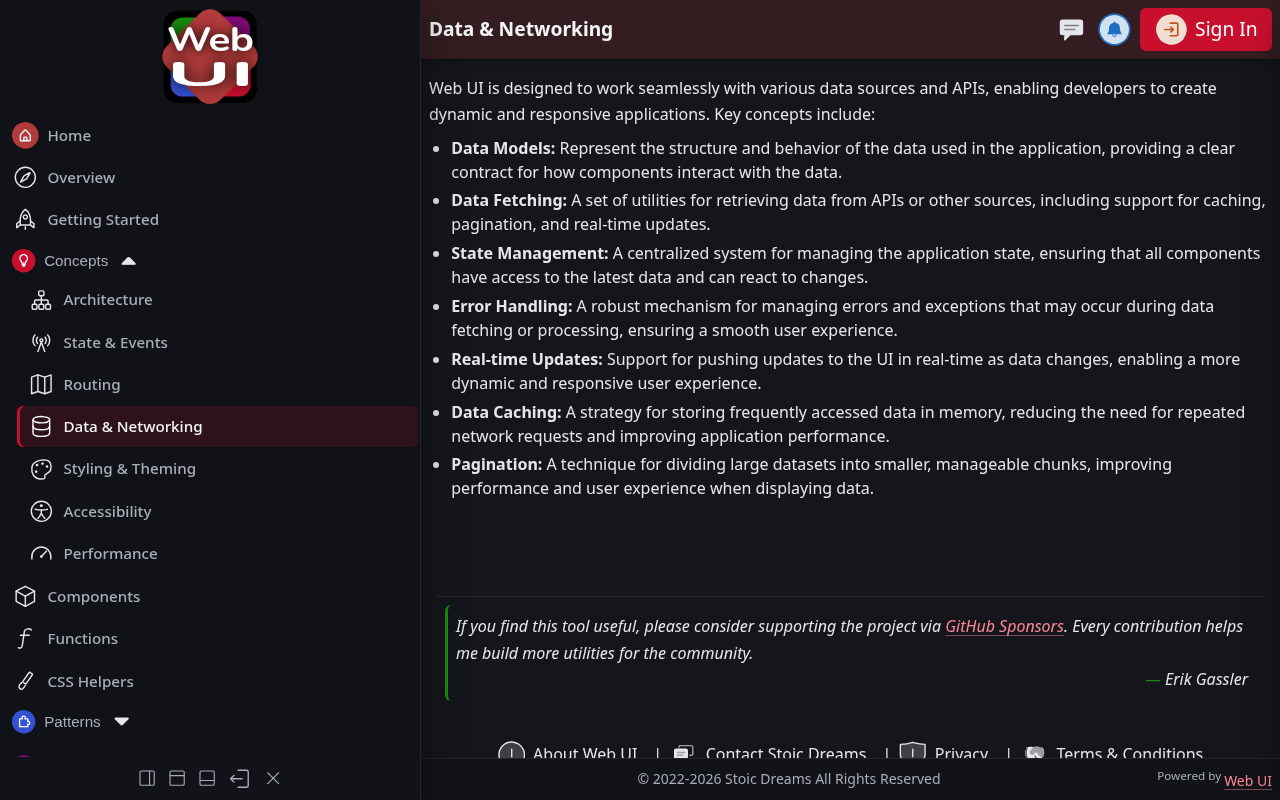 Web
UI
Home
Overview
Getting Started
Concepts
Architecture
State & Events
Routing
Data & Networking
Styling & Theming
Accessibility
Performance
Components
Functions
CSS Helpers
Patterns
Data & Networking
Sign In
Web UI is designed to work seamlessly with various data sources and APIs, enabling developers to create
dynamic and responsive applications. Key concepts include:
Data Models: Represent the structure and behavior of the data used in the application, providing a clear
contract for how components interact with the data.
Data Fetching: A set of utilities for retrieving data from APIs or other sources, including support for caching,
pagination, and real-time updates.
State Management: A centralized system for managing the application state, ensuring that all components
have access to the latest data and can react to changes.
Error Handling: A robust mechanism for managing errors and exceptions that may occur during data
fetching or processing, ensuring a smooth user experience.
Real-time Updates: Support for pushing updates to the UI in real-time as data changes, enabling a more
dynamic and responsive user experience.
Data Caching: A strategy for storing frequently accessed data in memory, reducing the need for repeated
network requests and improving application performance.
Pagination: A technique for dividing large datasets into smaller, manageable chunks, improving
performance and user experience when displaying data.
If you find this tool useful, please consider supporting the project via GitHub Sponsors. Every contribution helps
me build more utilities for the community.
— Erik Gassler
About Web UI | Contact Stoic Dreams | Privacy | Terms & Conditions
© 2022-2026 Stoic Dreams All Rights Reserved
Powered by Web UI